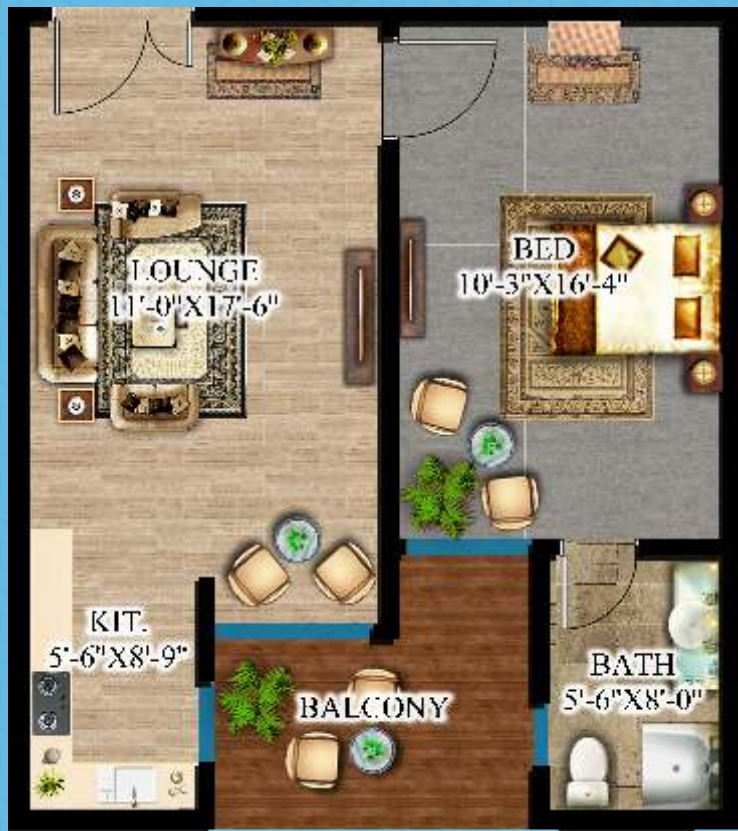 LOUNGE
11'-0"X17'-6"
BED
10'-3"X16'-4"
KIT.
5'-6"X8'-9"
BALCONY
BATH
5'-6"X8'-0"